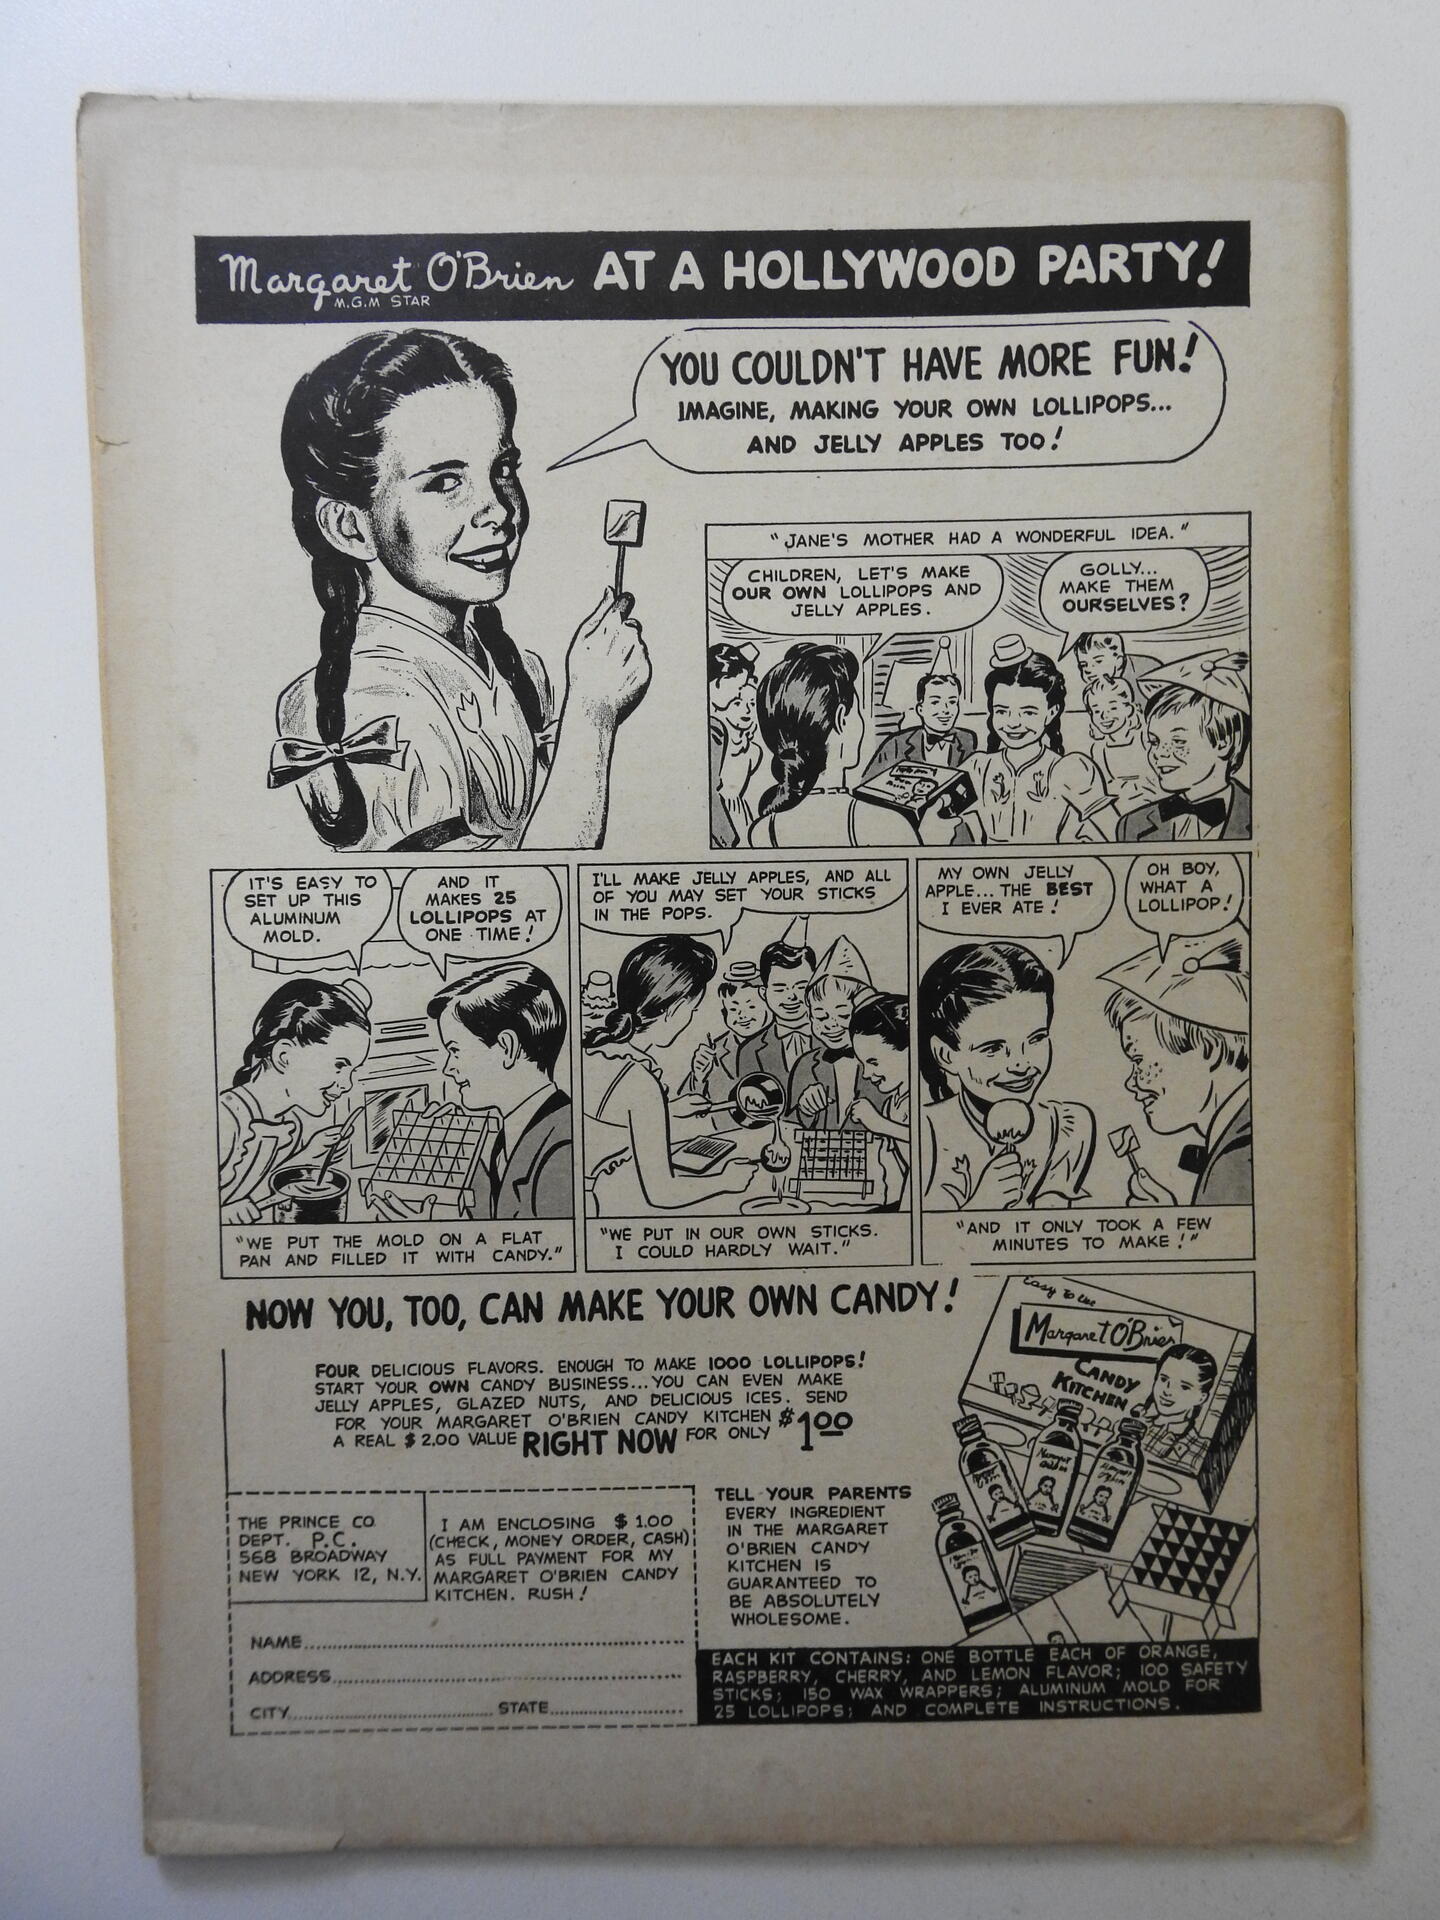 Margaret O'Brien AT A HOLLYWOOD PARTY!
M.G.M STAR
YOU COULDN'T HAVE MORE FUN!
IMAGINE, MAKING YOUR OWN LOLLIPOPS...
AND JELLY APPLES TOO!
"JANE'S MOTHER HAD A WONDERFUL IDEA."
CHILDREN, LET'S MAKE
OUR OWN LOLLIPOPS AND
JELLY APPLES.
GOLLY...
MAKE THEM
OURSELVES?
IT'S EASY TO
SET UP THIS
ALUMINUM
MOLD.
AND IT
MAKES 25
LOLLIPOPS AT
ONE TIME!
"WE PUT THE MOLD ON A FLAT
PAN AND FILLED IT WITH CANDY."
I'LL MAKE JELLY APPLES, AND ALL
OF YOU MAY SET YOUR STICKS
IN THE POPS.
"WE PUT IN OUR OWN STICKS.
I COULD HARDLY WAIT."
MY OWN JELLY
APPLE... THE BEST
I EVER ATE!
OH BOY,
WHAT A
LOLLIPOP!
"AND IT ONLY TOOK A FEW
MINUTES TO MAKE!"
NOW YOU, TOO, CAN MAKE YOUR OWN CANDY!
FOUR DELICIOUS FLAVORS. ENOUGH TO MAKE 1000 LOLLIPOPS!
START YOUR OWN CANDY BUSINESS... YOU CAN EVEN MAKE
JELLY APPLES, GLAZED NUTS, AND DELICIOUS ICES. SEND
FOR YOUR MARGARET O'BRIEN CANDY KITCHEN $1.00
A REAL $2.00 VALUE RIGHT NOW FOR ONLY
Easy to Use
Margaret O'Brien
CANDY
KITCHEN
THE PRINCE CO.
DEPT. P.C.
568 BROADWAY
NEW YORK 12, N.Y.
I AM ENCLOSING $1.00
(CHECK, MONEY ORDER, CASH)
AS FULL PAYMENT FOR MY
MARGARET O'BRIEN CANDY
KITCHEN. RUSH!
NAME
ADDRESS
CITY STATE
TELL YOUR PARENTS
EVERY INGREDIENT
IN THE MARGARET
O'BRIEN CANDY
KITCHEN IS
GUARANTEED TO
BE ABSOLUTELY
WHOLESOME.
EACH KIT CONTAINS: ONE BOTTLE EACH OF ORANGE,
RASPBERRY, CHERRY, AND LEMON FLAVOR; 100 SAFETY
STICKS; 150 WAX WRAPPERS; ALUMINUM MOLD FOR
25 LOLLIPOPS; AND COMPLETE INSTRUCTIONS.